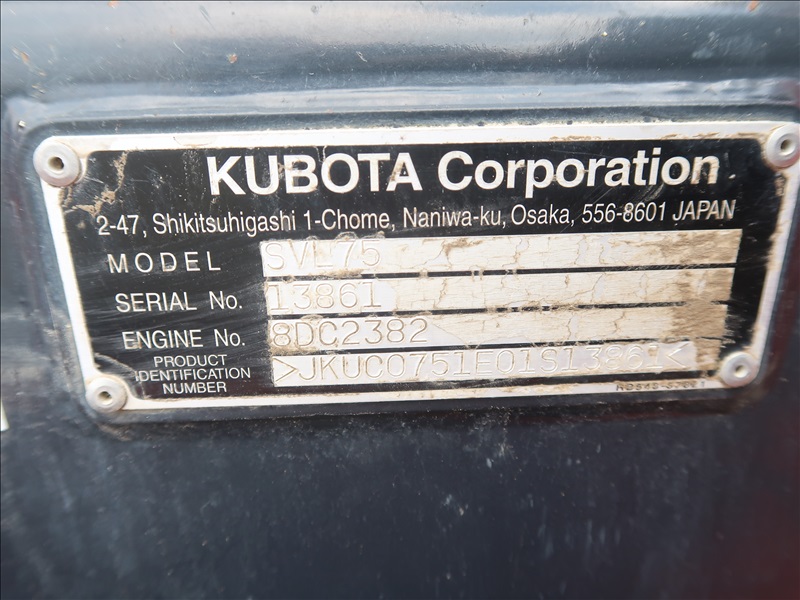 KUBOTA Corporation
2-47, Shikitsuhigashi 1-Chome, Naniwa-ku, Osaka, 556-8601 JAPAN
MODEL SVL75
SERIAL No. 13861
ENGINE No. 8DC2382
PRODUCT IDENTIFICATION NUMBER >JKUC0751E01S13861<